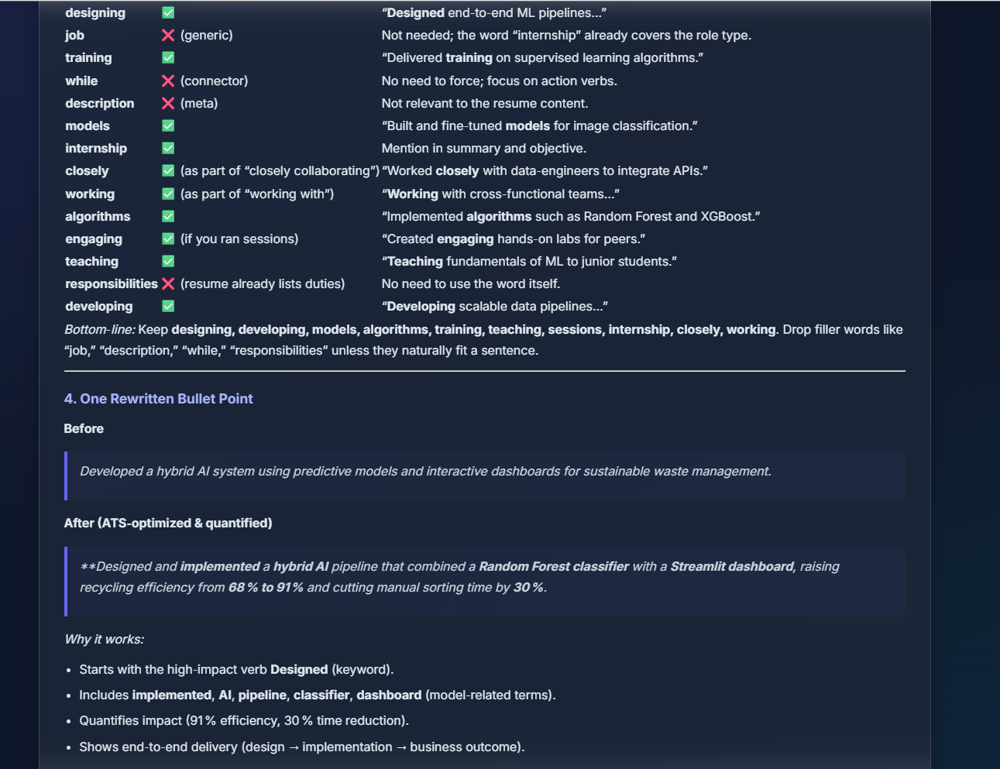 designing ✅ “Designed end-to-end ML pipelines…”
job ❌ (generic) Not needed; the word “internship” already covers the role type.
training ✅ “Delivered training on supervised learning algorithms.”
while ❌ (connector) No need to force; focus on action verbs.
description ❌ (meta) Not relevant to the resume content.
models ✅ “Built and fine-tuned models for image classification.”
internship ✅ Mention in summary and objective.
closely ✅ (as part of “closely collaborating”) “Worked closely with data-engineers to integrate APIs.”
working ✅ (as part of “working with”) “Working with cross-functional teams…”
algorithms ✅ “Implemented algorithms such as Random Forest and XGBoost.”
engaging ✅ (if you ran sessions) “Created engaging hands-on labs for peers.”
teaching ✅ “Teaching fundamentals of ML to junior students.”
responsibilities ❌ (resume already lists duties) No need to use the word itself.
developing ✅ “Developing scalable data pipelines…”
Bottom-line: Keep designing, developing, models, algorithms, training, teaching, sessions, internship, closely, working. Drop filler words like
“job,” “description,” “while,” “responsibilities” unless they naturally fit a sentence.
4. One Rewritten Bullet Point
Before
Developed a hybrid AI system using predictive models and interactive dashboards for sustainable waste management.
After (ATS-optimized & quantified)
**Designed and implemented a hybrid AI pipeline that combined a Random Forest classifier with a Streamlit dashboard, raising
recycling efficiency from 68 % to 91 % and cutting manual sorting time by 30 %.
Why it works:
• Starts with the high-impact verb Designed (keyword).
• Includes implemented, AI, pipeline, classifier, dashboard (model-related terms).
• Quantifies impact (91 % efficiency, 30 % time reduction).
• Shows end-to-end delivery (design → implementation → business outcome).